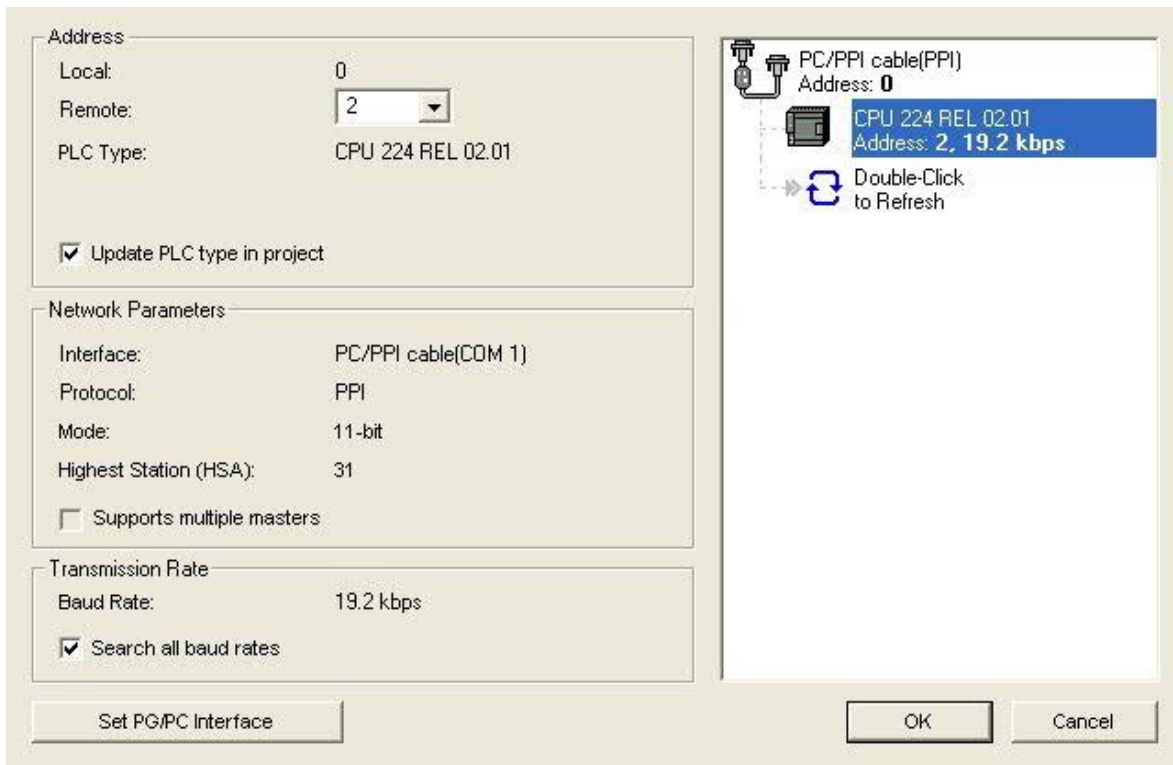 Address
Local: 0
Remote: 2
PLC Type: CPU 224 REL 02.01
Update PLC type in project
Network Parameters
Interface: PC/PPI cable(COM 1)
Protocol: PPI
Mode: 11-bit
Highest Station (HSA): 31
Supports multiple masters
Transmission Rate
Baud Rate: 19.2 kbps
Search all baud rates
Set PG/PC Interface
PC/PPI cable(PPI)
Address: 0
CPU 224 REL 02.01
Address: 2, 19.2 kbps
Double-Click
to Refresh
OK
Cancel